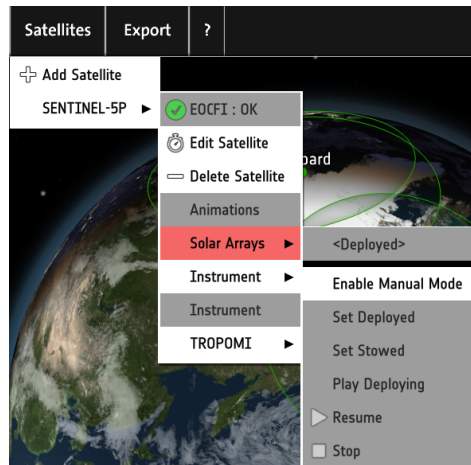 Satellites Export ?
Add Satellite
SENTINEL-5P
EOCFI : OK
Edit Satellite
Delete Satellite
Animations
Solar Arrays
Instrument
Instrument
TROPOMI
board
<Deployed>
Enable Manual Mode
Set Deployed
Set Stowed
Play Deploying
Resume
Stop